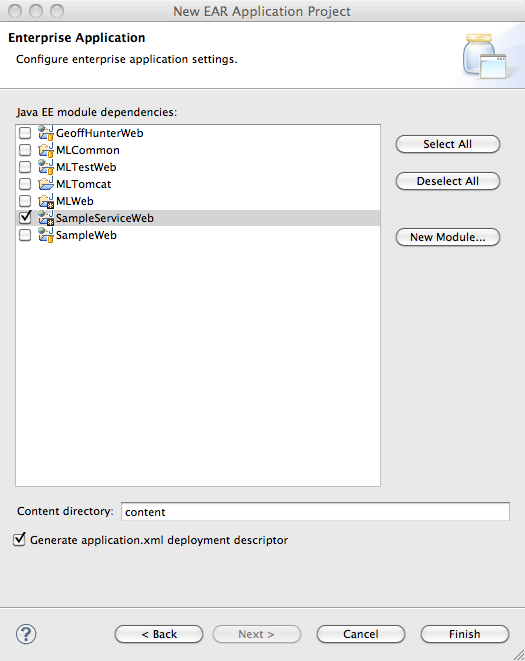 New EAR Application Project
Enterprise Application
Configure enterprise application settings.
Java EE module dependencies:
GeoffHunterWeb
MLCommon
MLTestWeb
MLTomcat
MLWeb
SampleServiceWeb
SampleWeb
Select All
Deselect All
New Module...
Content directory: content
Generate application.xml deployment descriptor
? < Back Next > Cancel Finish